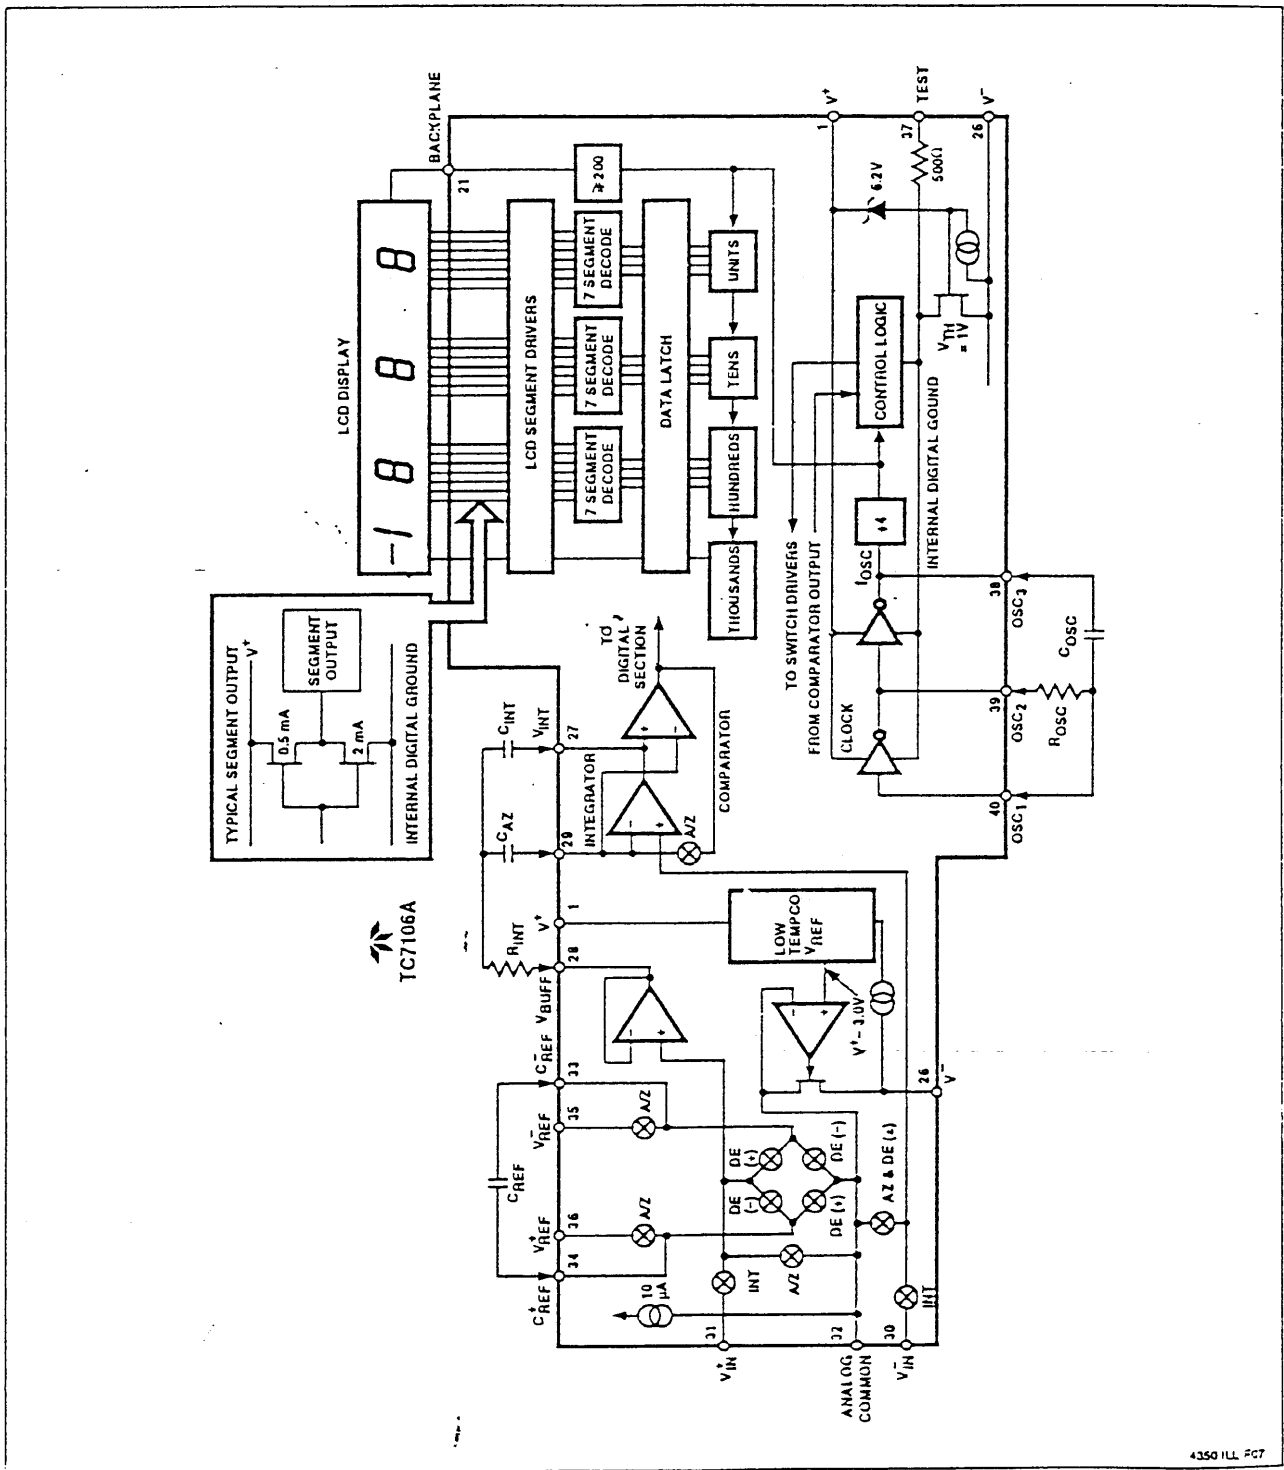 TC7106A
TYPICAL SEGMENT OUTPUT
V+
0.5 mA
2 mA
SEGMENT
OUTPUT
INTERNAL DIGITAL GROUND
LCD DISPLAY
-1 8 8 8
BACKPLANE
21
LCD SEGMENT DRIVERS
7 SEGMENT
DECODE
7 SEGMENT
DECODE
7 SEGMENT
DECODE
200
DATA LATCH
THOUSANDS
HUNDREDS
TENS
UNITS
C+REF
34
V+REF
36
CREF
V-REF
35
C-REF
33
VBUFF
28
RINT
V+
1
CAZ
29
CINT
VINT
27
INTEGRATOR
TO
DIGITAL
SECTION
COMPARATOR
A/Z
A/Z
A/Z
10
µA
V+IN
31
INT
A/Z
DE
(-)
DE
(+)
DE (+)
DE (-)
LOW
TEMPCO
VREF
V+ - 3.0V
ANALOG
COMMON
32
AZ & DE (±)
V-IN
30
INT
26
V-
TO SWITCH DRIVERS
FROM COMPARATOR OUTPUT
CLOCK
fOSC
÷4
CONTROL LOGIC
INTERNAL DIGITAL GOUND
VTH
= 1V
6.2V
500Ω
1
V+
37
TEST
26
V-
40
OSC1
39
OSC2
38
OSC3
ROSC
COSC
4350 ILL FC7